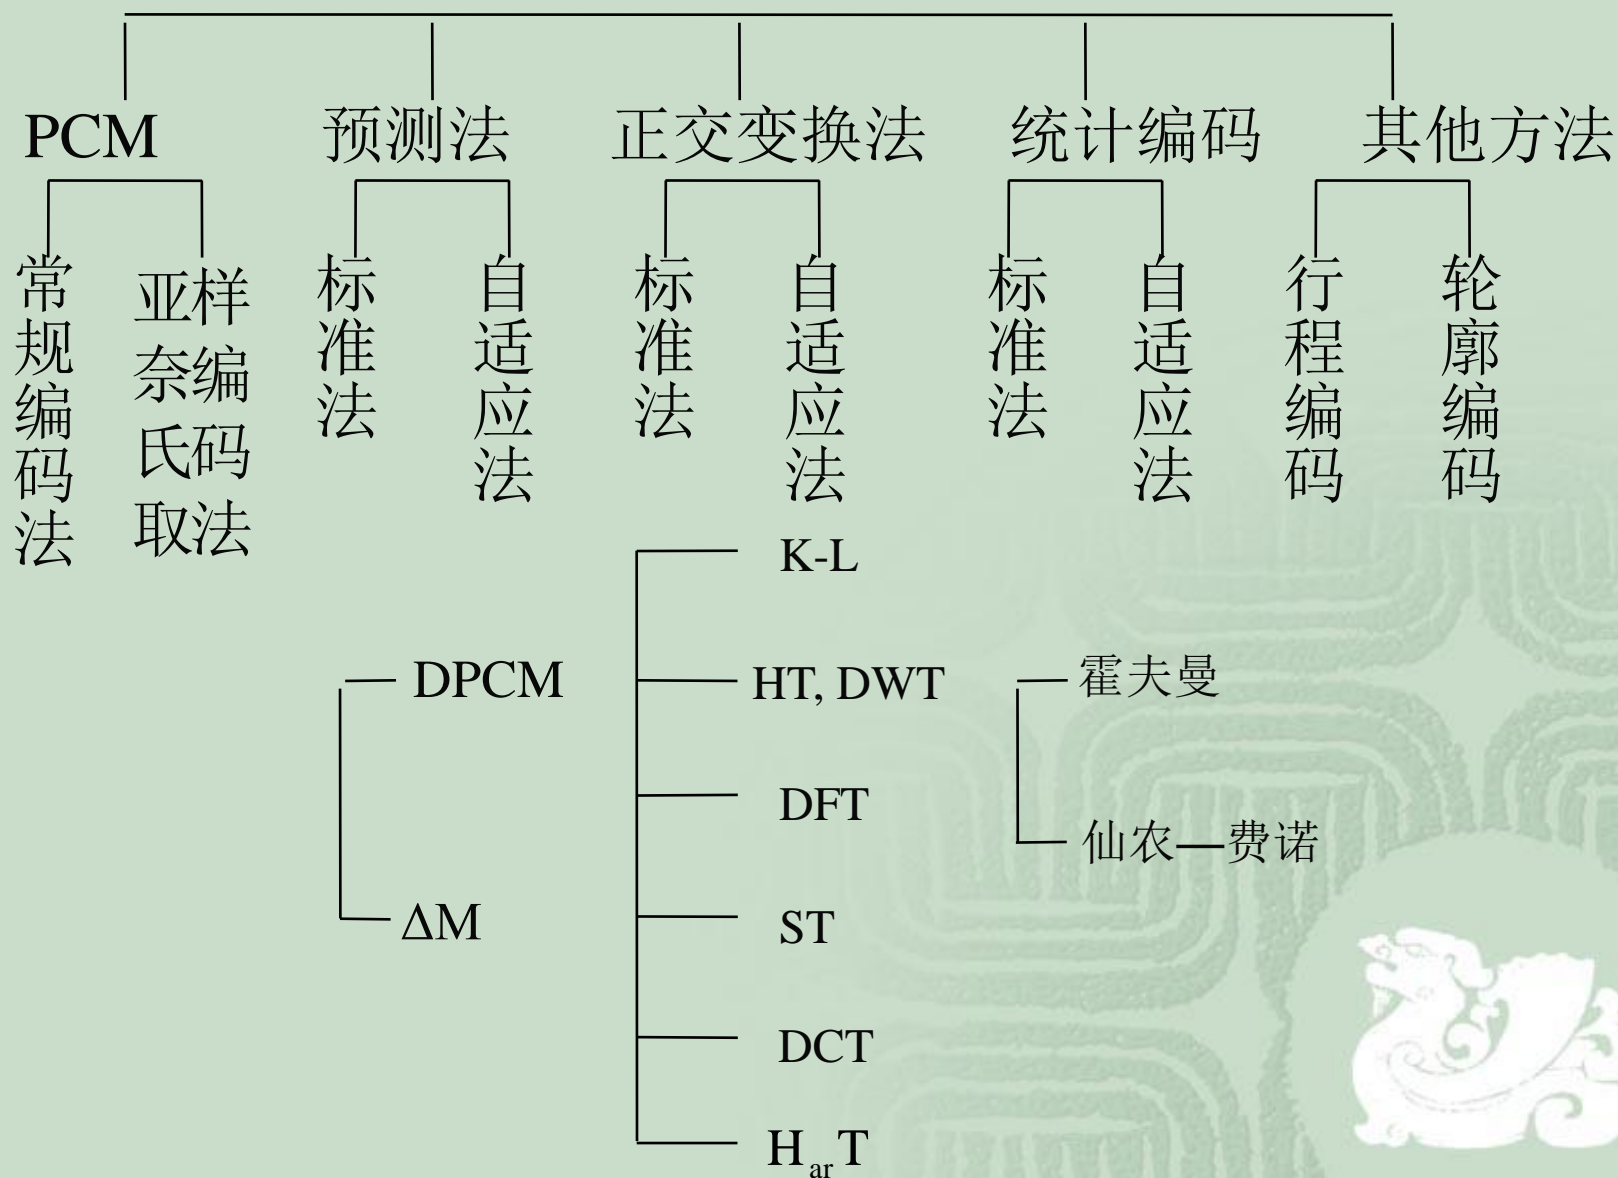 PCM
预测法
正交变换法
统计编码
其他方法
常规编码法
亚奈氏取
样编码法
标准法
自适应法
标准法
自适应法
标准法
自适应法
行程编码
轮廓编码
DPCM
ΔM
K-L
HT, DWT
DFT
ST
DCT
HarT
霍夫曼
仙农—费诺